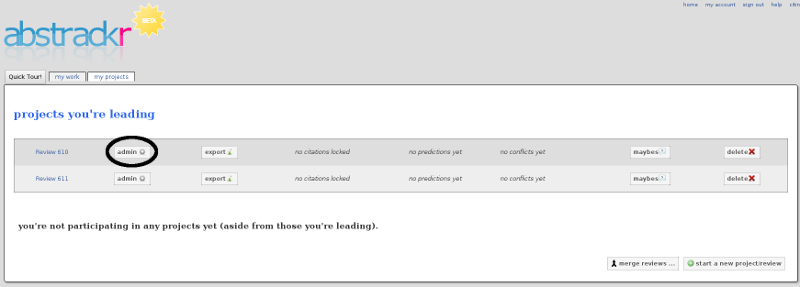 home my account sign out help citing
BETA
abstrackr
Quick Tour! my work my projects
projects you're leading
Review 610 admin export no citations locked no predictions yet no conflicts yet maybes delete
Review 611 admin export no citations locked no predictions yet no conflicts yet maybes delete
you're not participating in any projects yet (aside from those you're leading).
merge reviews ... start a new project/review